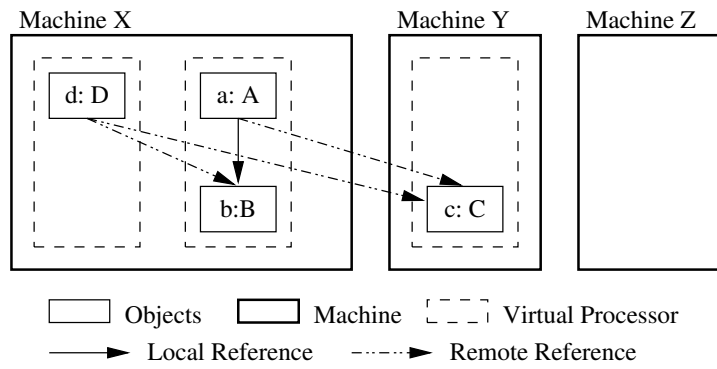 Machine X
Machine Y
Machine Z
d: D
a: A
b:B
c: C
Objects
Machine
Virtual Processor
Local Reference
Remote Reference